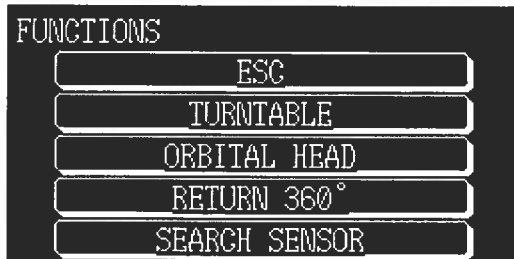 FUNCTIONS
ESC
TURNTABLE
ORBITAL HEAD
RETURN 360°
SEARCH SENSOR